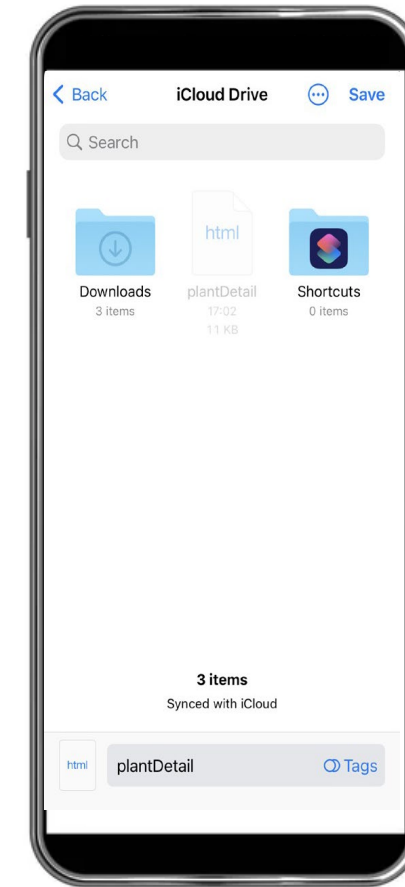 Back
iCloud Drive
Save
Search
html
Downloads
plantDetail
Shortcuts
3 items
17:02
0 items
11 KB
3 items
Synced with iCloud
html
plantDetail
Tags